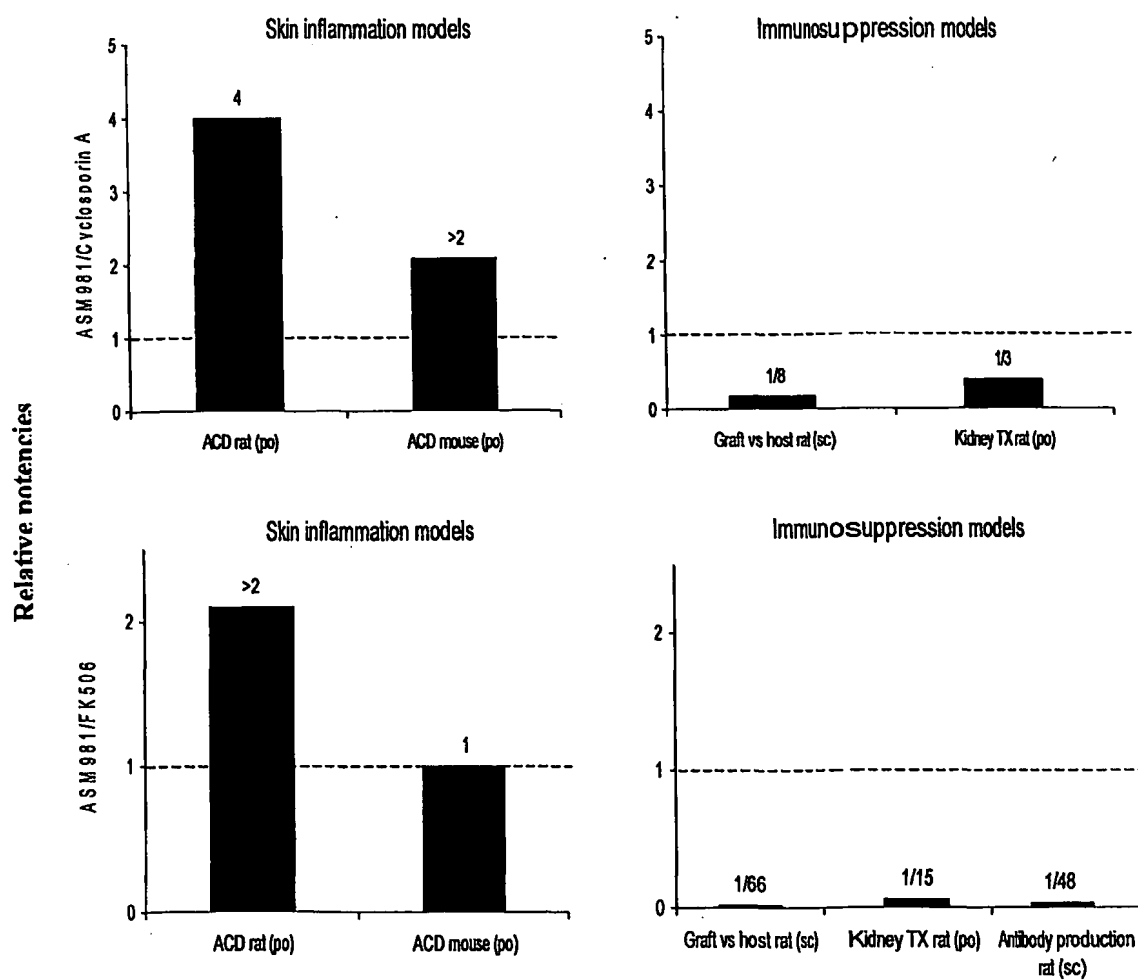 Skin inflammation models
Immunosuppression models
5
4
3
2
1
0
ASM981/Cyclosporin A
4
>2
ACD rat (po)
ACD mouse (po)
5
4
3
2
1
0
1/8
1/3
Graft vs host rat (sc)
Kidney TX rat (po)
Relative notencies
Skin inflammation models
Immunosuppression models
2
1
0
ASM981/FK506
>2
1
ACD rat (po)
ACD mouse (po)
2
1
0
1/66
1/15
1/48
Graft vs host rat (sc)
Kidney TX rat (po)
Antibody production
rat (sc)